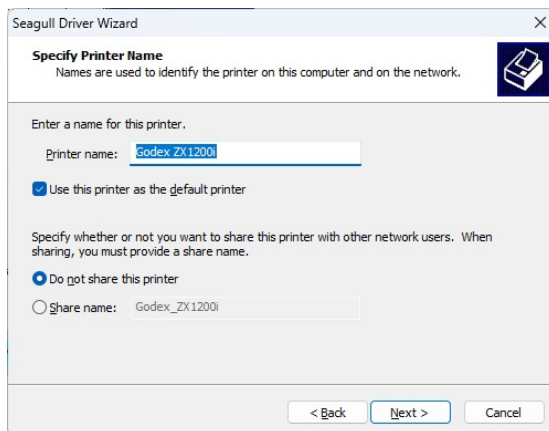 Seagull Driver Wizard
Specify Printer Name
Names are used to identify the printer on this computer and on the network.
Enter a name for this printer.
Printer name: Godex ZX1200i
Use this printer as the default printer
Specify whether or not you want to share this printer with other network users.  When
sharing, you must provide a share name.
Do not share this printer
Share name: Godex_ZX1200i
< Back Next > Cancel